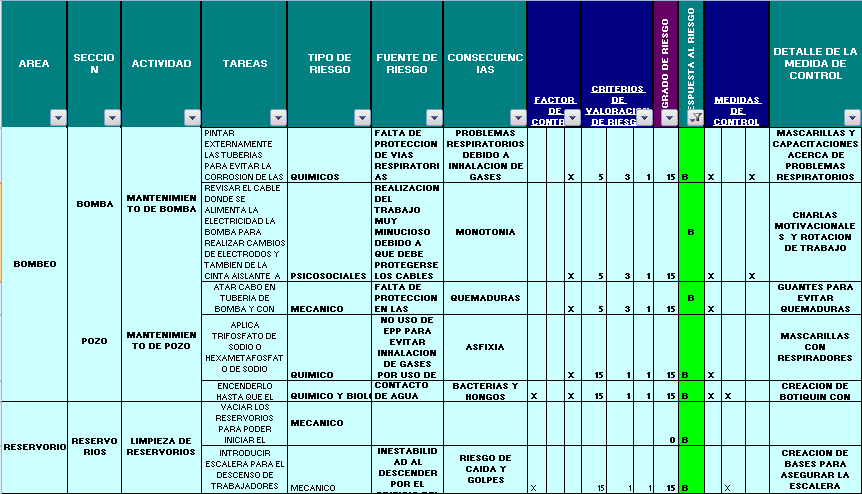 AREA
SECCIO
N
ACTIVIDAD
TAREAS
TIPO DE
RIESGO
FUENTE DE
RIESGO
CONSECUENC
IAS
FACTOR
DE
CONTR
CRITERIOS
DE
VALORACI
DE RIESG
GRADO DE RIESGO
ESPUESTA AL RIESGO
MEDIDAS
DE
CONTROL
DETALLE DE LA
MEDIDA DE
CONTROL
BOMBEO
BOMBA
MANTENIMIEN
TO DE BOMBA
PINTAR
EXTERNAMENTE
LAS TUBERIAS
PARA EVITAR LA
CORROSION DE LAS
QUIMICOS
FALTA DE
PROTECCION
DE VIAS
RESPIRATORI
AS
PROBLEMAS
RESPIRATORIOS
DEBIDO A
INHALACION DE
GASES
X 5 3 1 15 B X X
MASCARILLAS Y
CAPACITACIONES
ACERCA DE
PROBLEMAS
RESPIRATORIOS
REVISAR EL CABLE
DONDE SE
ALIMENTA LA
ELECTRICIDAD LA
BOMBA PARA
REALIZAR CAMBIOS
DE ELECTRODOS Y
TAMBIEN DE LA
CINTA AISLANTE A
PSICOSOCIALES
REALIZACION
DEL
TRABAJO
MUY
MINUCIOSO
DEBIDO A
QUE DEBE
PROTEGERSE
LOS CABLES
MONOTONIA
X 5 3 1 15 B X X
CHARLAS
MOTIVACIONALE
S Y ROTACION
DE TRABAJO
POZO
MANTENIMIEN
TO DE POZO
ATAR CABO EN
TUBERIA DE
BOMBA Y CON
MECANICO
FALTA DE
PROTECCION
EN LAS
QUEMADURAS
X 5 3 1 15 B X
GUANTES PARA
EVITAR
QUEMADURAS
APLICA
TRIFOSFATO DE
SODIO O
HEXAMETAFOSFAT
O DE SODIO
QUIMICO
NO USO DE
EPP PARA
EVITAR
INHALACION
DE GASES
POR USO DE
ASFIXIA
X 15 1 1 15 B X
MASCARILLAS
CON
RESPIRADORES
ENCENDERLO
HASTA QUE EL
QUIMICO Y BIOL
CONTACTO
DE AGUA
BACTERIAS Y
HONGOS
X X 15 1 1 15 B X X
CREACION DE
BOTIQUIN CON
RESERVORIO
RESERVO
RIOS
LIMPIEZA DE
RESERVORIOS
VACIAR LOS
RESERVORIOS
PARA PODER
INICIAR EL
MECANICO
0 B
INTRODUCIR
ESCALERA PARA EL
DESCENSO DE
TRABAJADORES
MECANICO
INESTABILID
AD AL
DESCENDER
POR EL
RIESGO DE
CAIDA Y
GOLPES
X 15 1 1 15 B X
CREACION DE
BASES PARA
ASEGURAR LA
ESCALERA